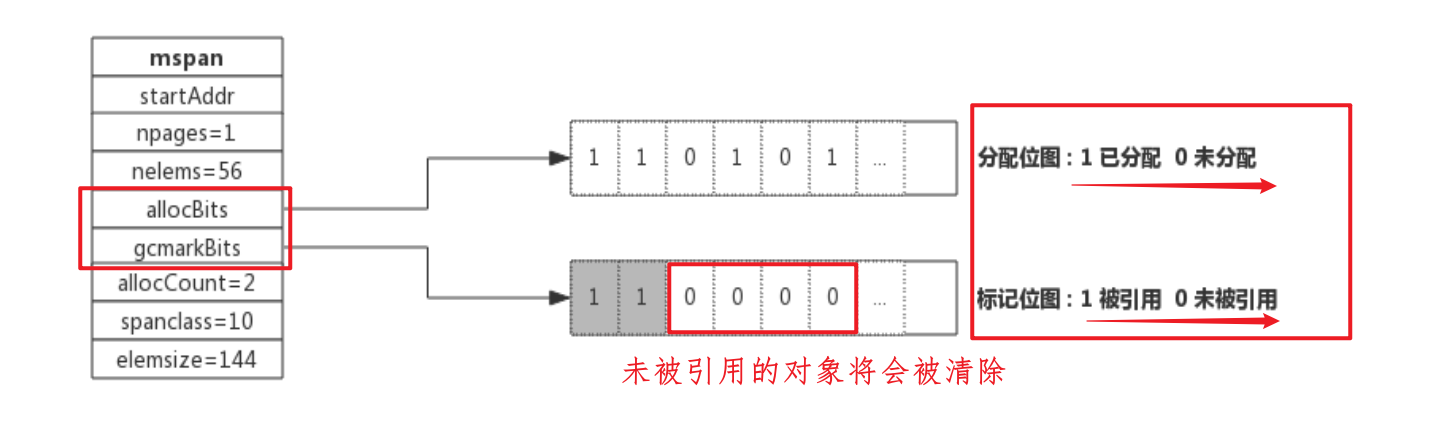 mspan
startAddr
npages=1
nelems=56
allocBits
gcmarkBits
allocCount=2
spanclass=10
elemsize=144
1 1 0 1 0 1 ...
分配位图：1 已分配 0 未分配
1 1 0 0 0 0 ...
标记位图：1 被引用 0 未被引用
未被引用的对象将会被清除